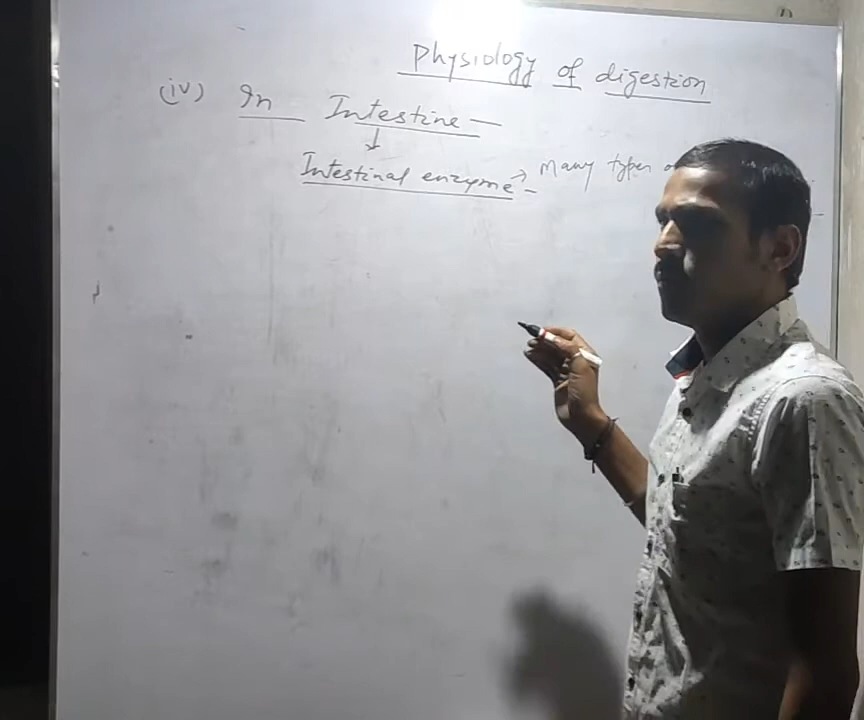 Physiology of digestion
(iv) In Intestine —
↓
Intestinal enzyme - → Many types